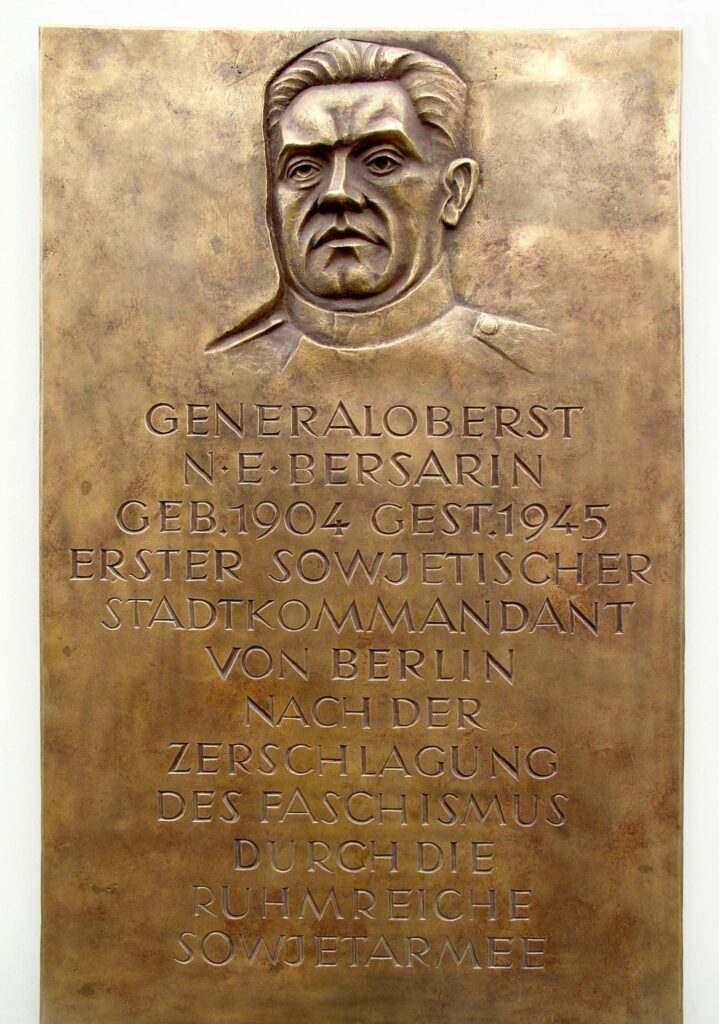 GENERALOBERST
N·E·BERSARIN
GEB.1904 GEST.1945
ERSTER SOWJETISCHER
STADTKOMMANDANT
VON BERLIN
NACH DER
ZERSCHLAGUNG
DES FASCHISMUS
DURCH DIE
RUHMREICHE
SOWJETARMEE